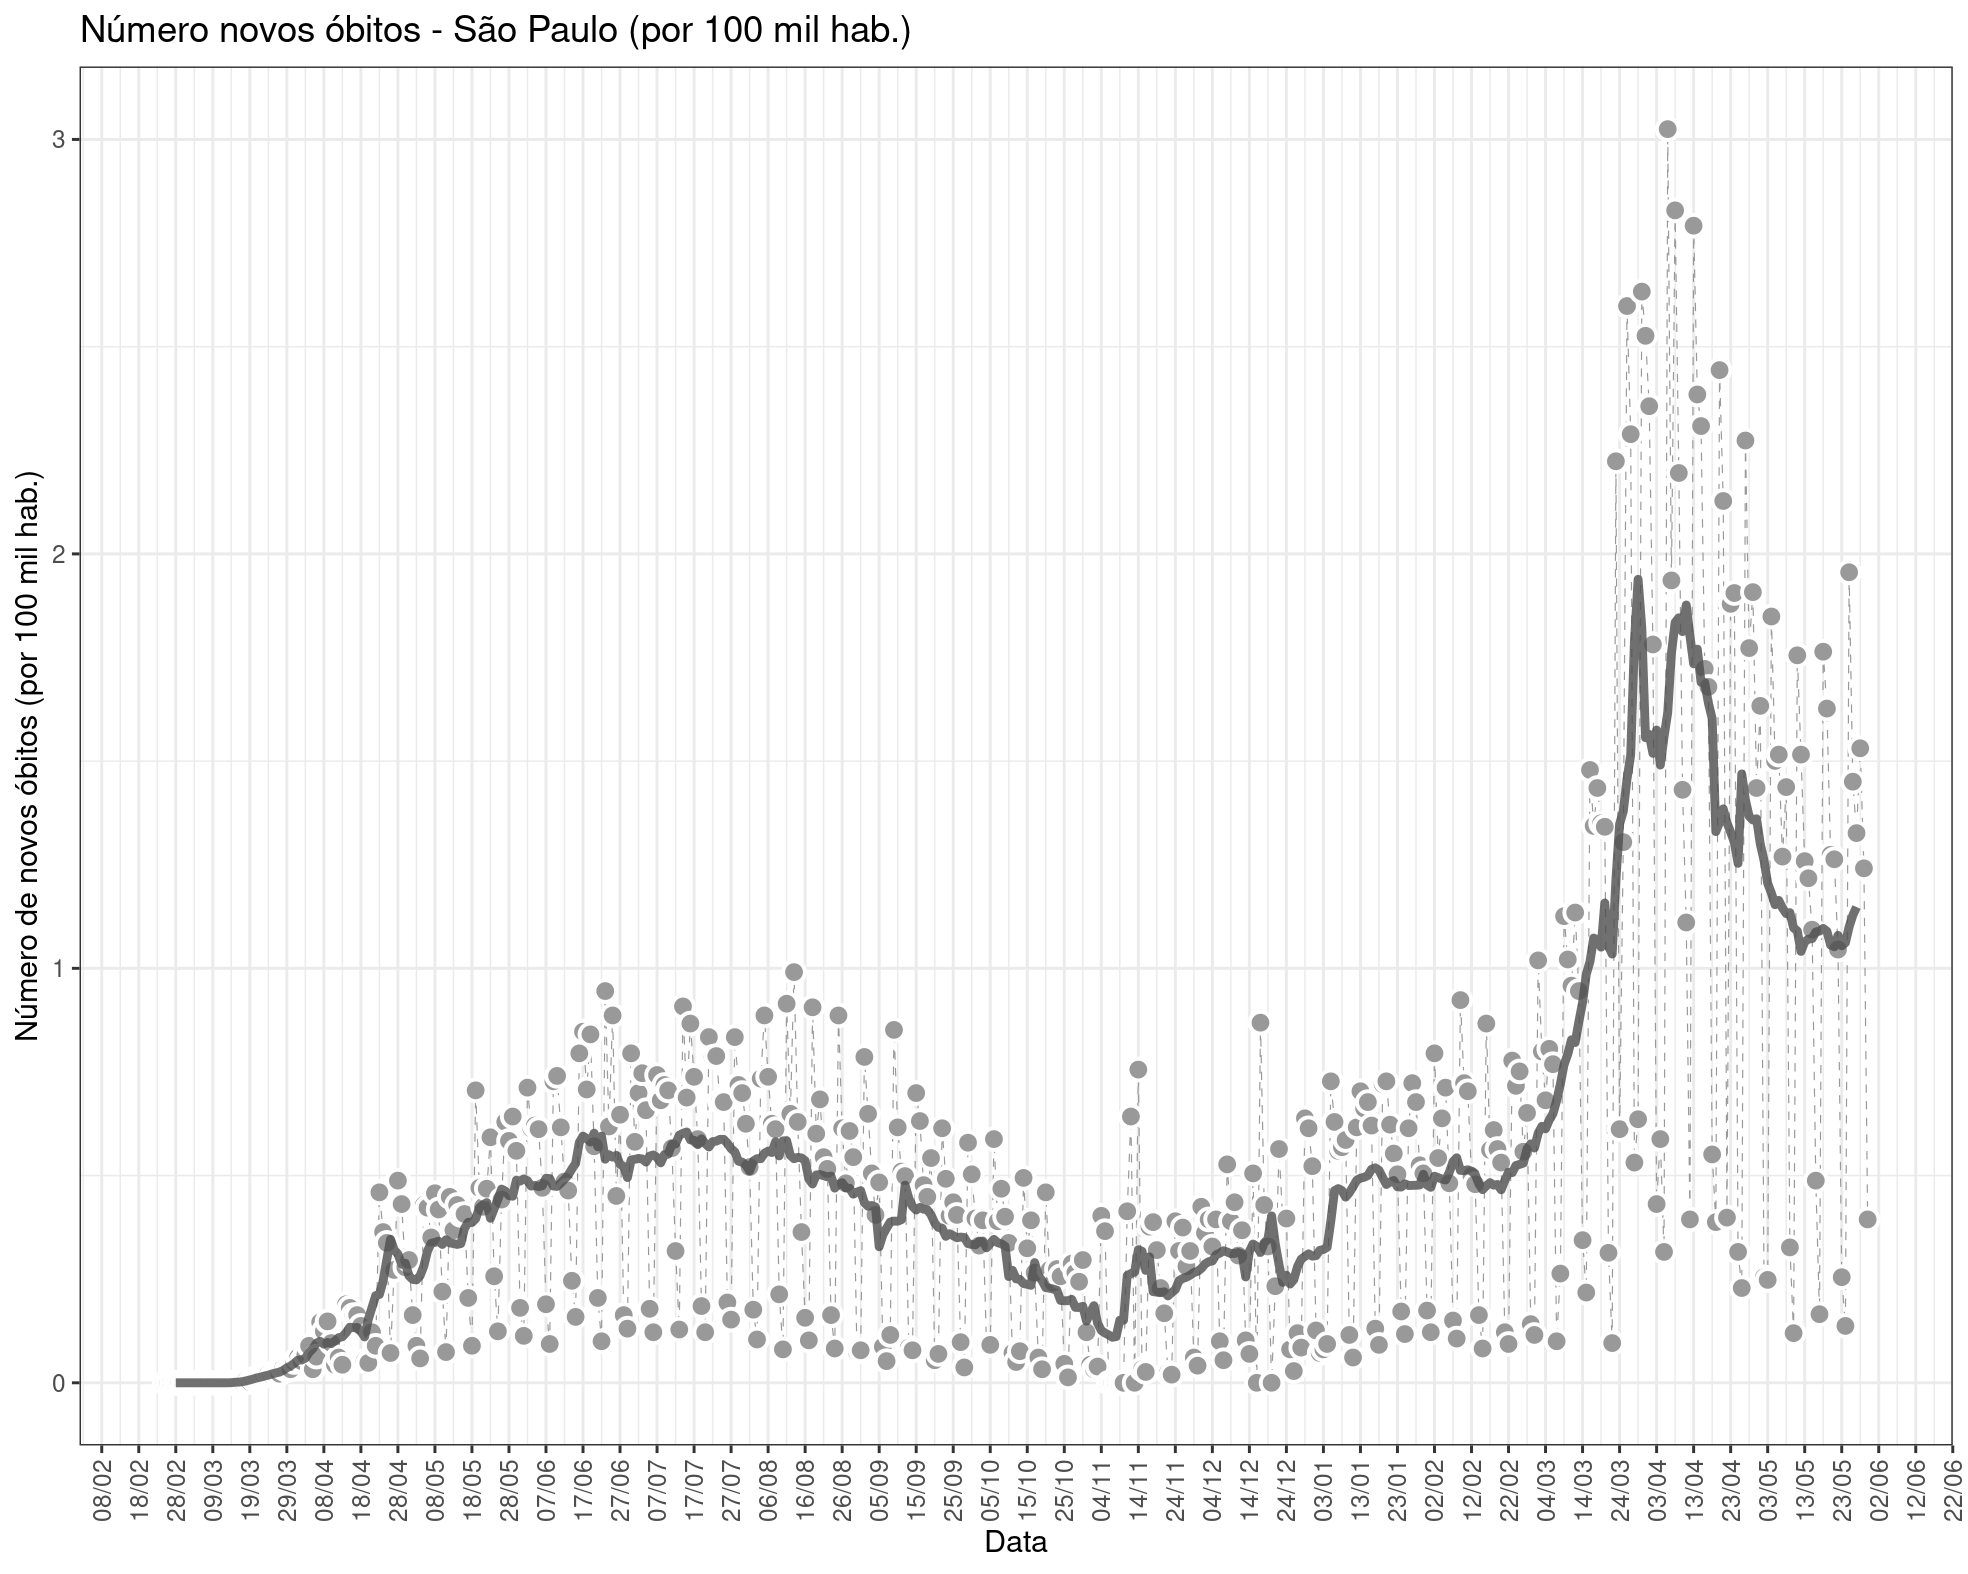 Número novos óbitos - São Paulo (por 100 mil hab.)
Número de novos óbitos (por 100 mil hab.)
3
2
1
0
08/02 18/02 28/02 09/03 19/03 29/03 08/04 18/04 28/04 08/05 18/05 28/05 07/06 17/06 27/06 07/07 17/07 27/07 06/08 16/08 26/08 05/09 15/09 25/09 05/10 15/10 25/10 04/11 14/11 24/11 04/12 14/12 24/12 03/01 13/01 23/01 02/02 12/02 22/02 04/03 14/03 24/03 03/04 13/04 23/04 03/05 13/05 23/05 02/06 12/06 22/06
Data